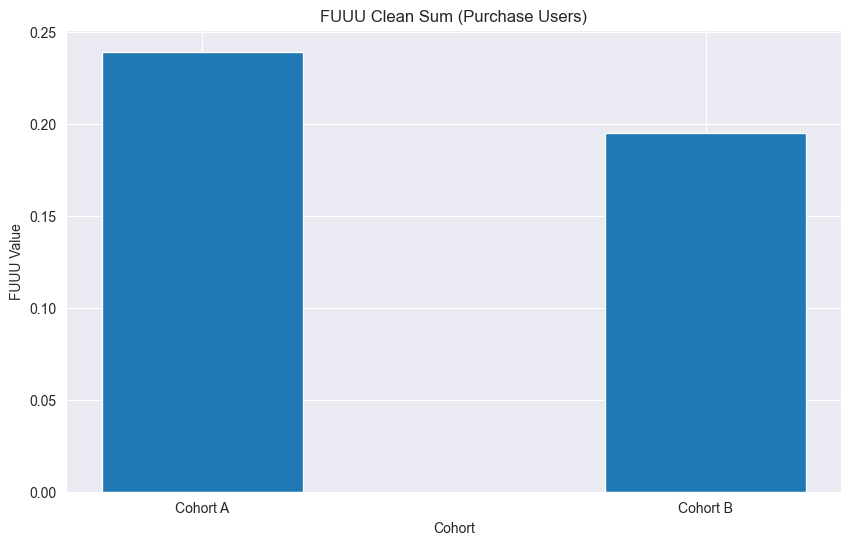 FUUU Clean Sum (Purchase Users)
0.25
0.20
0.15
0.10
0.05
0.00
FUUU Value
Cohort A
Cohort B
Cohort